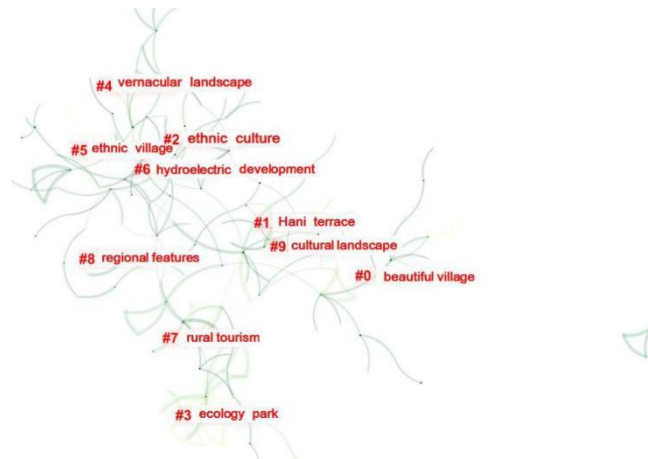 #4 vernacular landscape
#2 ethnic culture
#5 ethnic village
#6 hydroelectric development
#1 Hani terrace
#9 cultural landscape
#8 regional features
#0 beautiful village
#7 rural tourism
#3 ecology park